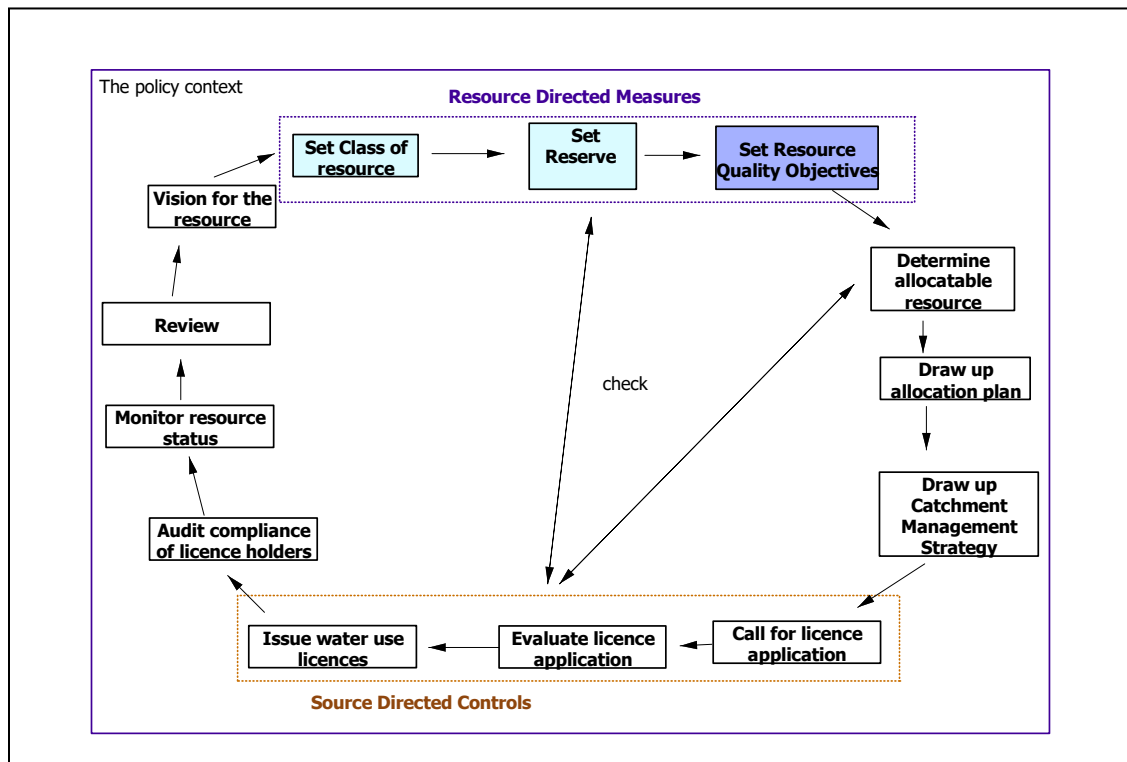 The policy context
Resource Directed Measures
Set Class of
resource
Set
Reserve
Set Resource
Quality Objectives
Vision for the
resource
Determine
allocatable
resource
Review
check
Draw up
allocation plan
Monitor resource
status
Draw up
Catchment
Management
Strategy
Audit compliance
of licence holders
Issue water use
licences
Evaluate licence
application
Call for licence
application
Source Directed Controls